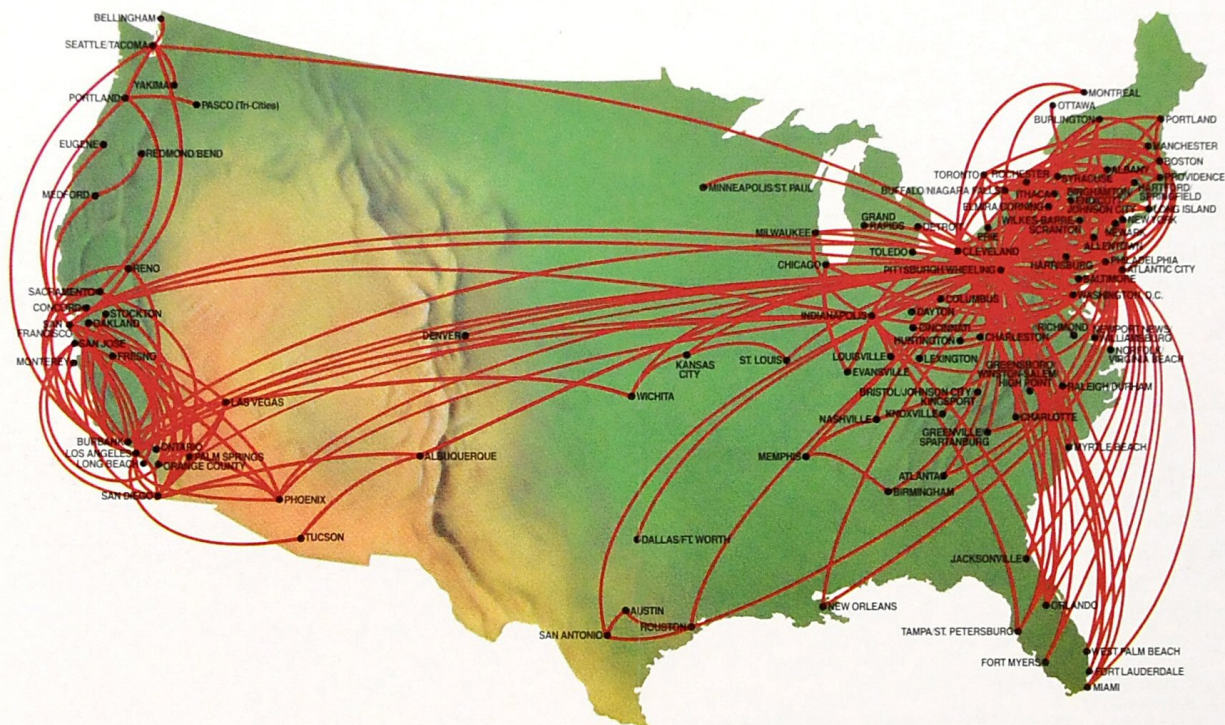 BELLINGHAM
SEATTLE/TACOMA
YAKIMA
PORTLAND
PASCO (Tri-Cities)
EUGENE
REDMOND/BEND
MEDFORD
RENO
SACRAMENTO
CONCORD
STOCKTON
SAN
FRANCISCO
OAKLAND
SAN JOSE
MONTEREY
FRESNO
LAS VEGAS
BURBANK
LOS ANGELES
LONG BEACH
ONTARIO
PALM SPRINGS
ORANGE COUNTY
SAN DIEGO
PHOENIX
TUCSON
ALBUQUERQUE
DENVER
WICHITA
KANSAS
CITY
ST. LOUIS
MINNEAPOLIS/ST. PAUL
DALLAS/FT. WORTH
AUSTIN
SAN ANTONIO
HOUSTON
NEW ORLEANS
MILWAUKEE
CHICAGO
GRAND
RAPIDS
DETROIT
TOLEDO
CLEVELAND
PITTSBURGH/WHEELING
COLUMBUS
INDIANAPOLIS
DAYTON
CINCINNATI
HUNTINGTON
CHARLESTON
LOUISVILLE
LEXINGTON
EVANSVILLE
BRISTOL/JOHNSON CITY
KINGSPORT
NASHVILLE
KNOXVILLE
GREENVILLE
SPARTANBURG
MEMPHIS
ATLANTA
BIRMINGHAM
MONTREAL
OTTAWA
BURLINGTON
PORTLAND
MANCHESTER
BOSTON
PROVIDENCE
ALBANY
HARTFORD/
SPRINGFIELD
TORONTO
ROCHESTER
SYRACUSE
BUFFALO/NIAGARA FALLS
ITHACA
BINGHAMTON
ENDICOTT
JOHNSON CITY
ELMIRA/CORNING
LONG ISLAND
WILKES-BARRE
SCRANTON
NEW YORK
NEWARK
ERIE
ALLENTOWN
HARRISBURG
PHILADELPHIA
ATLANTIC CITY
BALTIMORE
WASHINGTON, D.C.
RICHMOND
NEWPORT NEWS/
WILLIAMSBURG
NORFOLK
VIRGINIA BEACH
GREENSBORO
WINSTON-SALEM
HIGH POINT
RALEIGH/DURHAM
CHARLOTTE
MYRTLE BEACH
JACKSONVILLE
ORLANDO
TAMPA/ST. PETERSBURG
WEST PALM BEACH
FORT MYERS
FORT LAUDERDALE
MIAMI